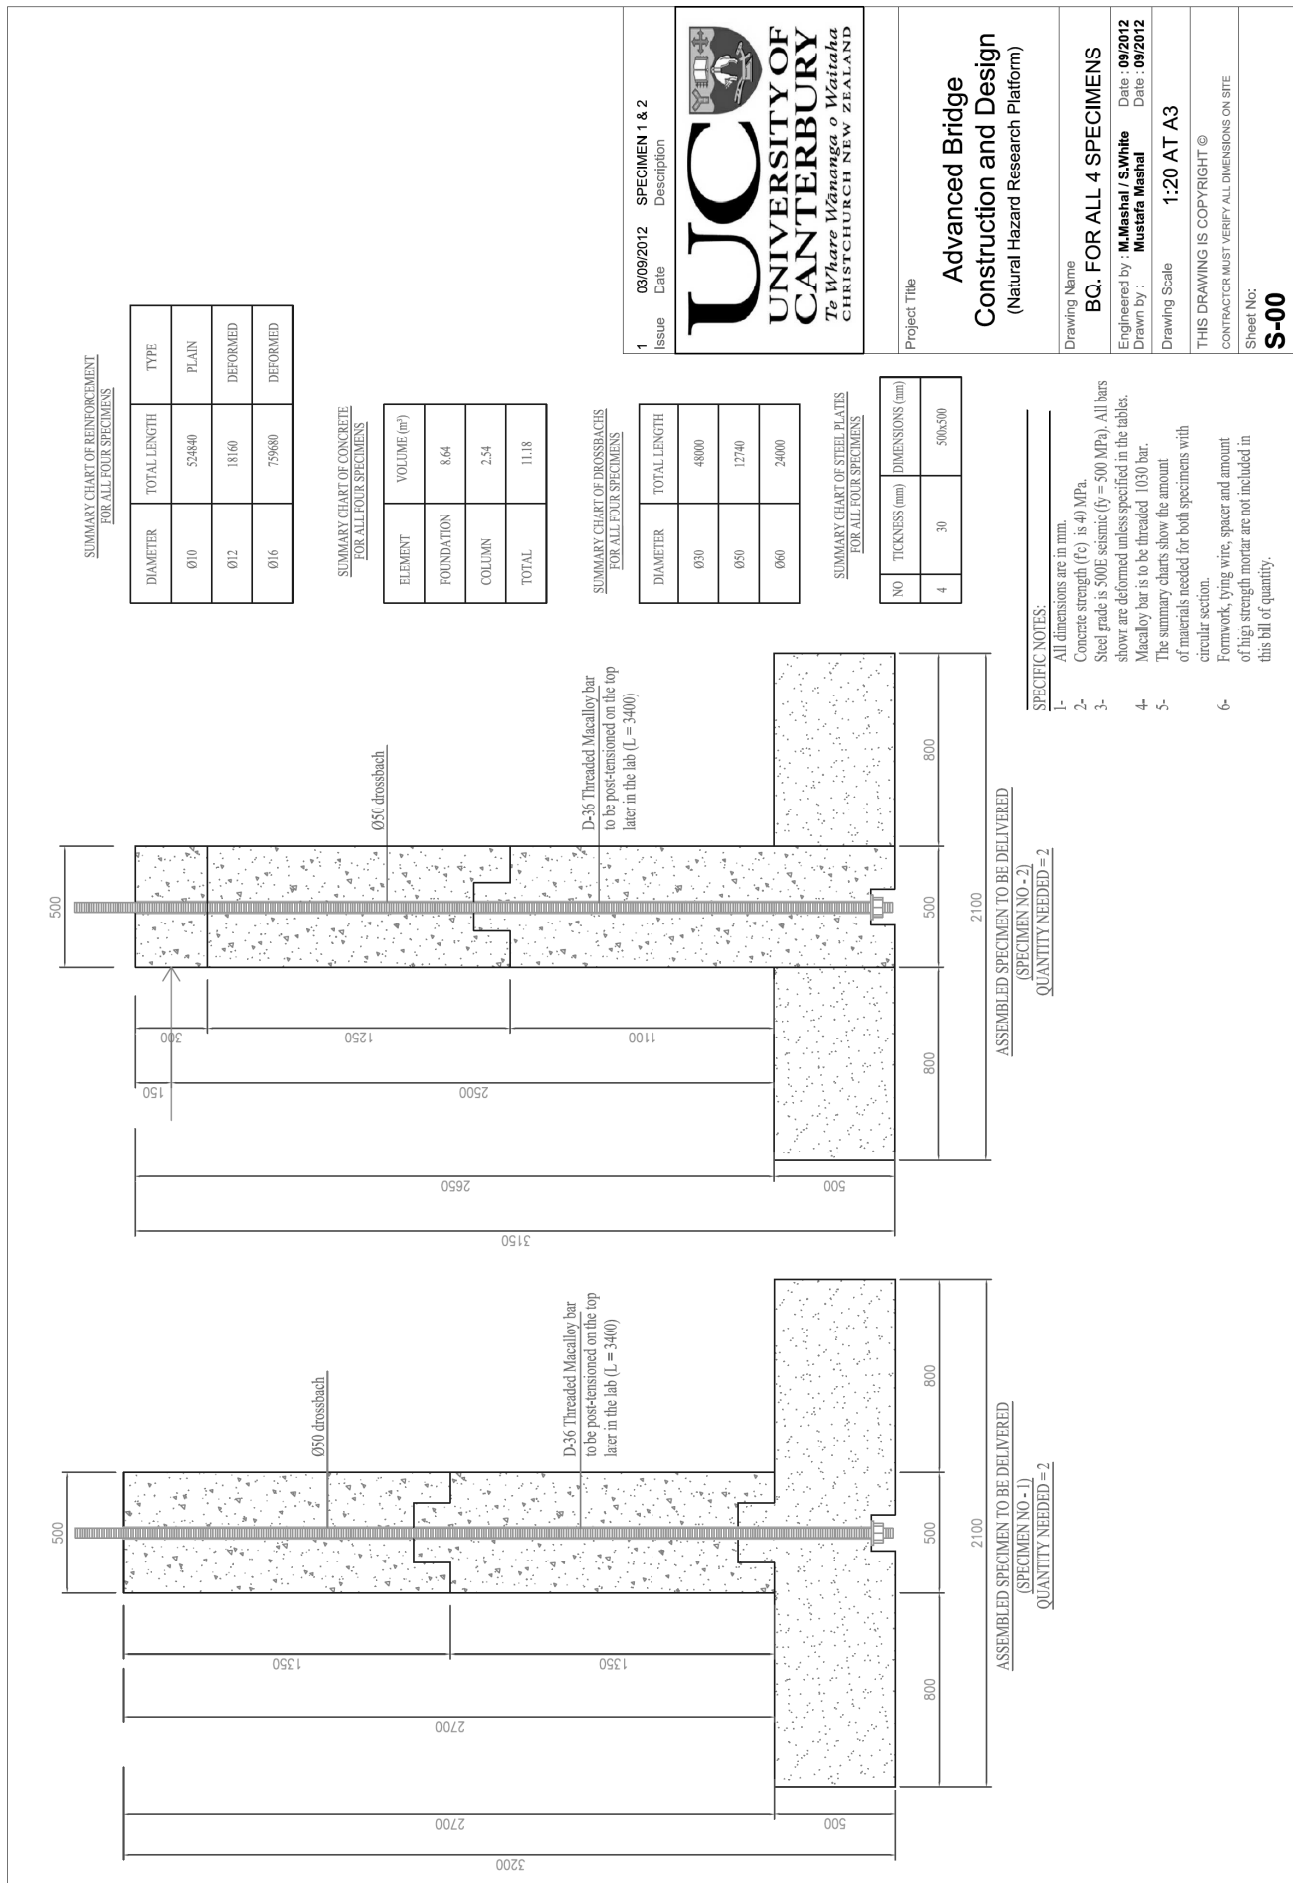 500
Ø50 drossbach
D-36 Threaded Macalloy bar
to be post-tensioned on the top
later in the lab (L = 3400)
1350
1350
2700
2700
500
3200
800
500
800
2100
ASSEMBLED SPECIMEN TO BE DELIVERED
(SPECIMEN NO - 1)
QUANTITY NEEDED = 2
500
Ø50 drossbach
D-36 Threaded Macalloy bar
to be post-tensioned on the top
later in the lab (L = 3400)
300
1250
1100
150
2500
2650
500
3150
800
500
800
2100
ASSEMBLED SPECIMEN TO BE DELIVERED
(SPECIMEN NO - 2)
QUANTITY NEEDED = 2
SUMMARY CHART OF REINFORCEMENT
FOR ALL FOUR SPECIMENS
DIAMETER TOTAL LENGTH TYPE
Ø10 524840 PLAIN
Ø12 18160 DEFORMED
Ø16 759680 DEFORMED
SUMMARY CHART OF CONCRETE
FOR ALL FOUR SPECIMENS
ELEMENT VOLUME (m³)
FOUNDATION 8.64
COLUMN 2.54
TOTAL 11.18
SUMMARY CHART OF DROSSBACHS
FOR ALL FOUR SPECIMENS
DIAMETER TOTAL LENGTH
Ø30 48000
Ø50 12740
Ø60 24000
SUMMARY CHART OF STEEL PLATES
FOR ALL FOUR SPECIMENS
NO TICKNESS (mm) DIMENSIONS (mm)
4 30 500x500
SPECIFIC NOTES:
1- All dimensions are in mm.
2- Concrete strength (f'c) is 40 MPa.
3- Steel grade is 500E seismic (fy = 500 MPa). All bars
shown are deformed unless specified in the tables.
4- Macalloy bar is to be threaded 1030 bar.
5- The summary charts show the amount
of materials needed for both specimens with
circular section.
6- Formwork, tying wire, spacer and amount
of high strength mortar are not included in
this bill of quantity.
1 03/09/2012 SPECIMEN 1 & 2
Issue Date Description
UC
UNIVERSITY OF
CANTERBURY
Te Whare Wānanga o Waitaha
CHRISTCHURCH NEW ZEALAND
Project Title
Advanced Bridge
Construction and Design
(Natural Hazard Research Platform)
Drawing Name
BQ. FOR ALL 4 SPECIMENS
Engineered by : M.Mashal / S.White Date : 09/2012
Drawn by : Mustafa Mashal Date : 09/2012
Drawing Scale 1:20 AT A3
THIS DRAWING IS COPYRIGHT ©
CONTRACTOR MUST VERIFY ALL DIMENSIONS ON SITE
Sheet No:
S-00